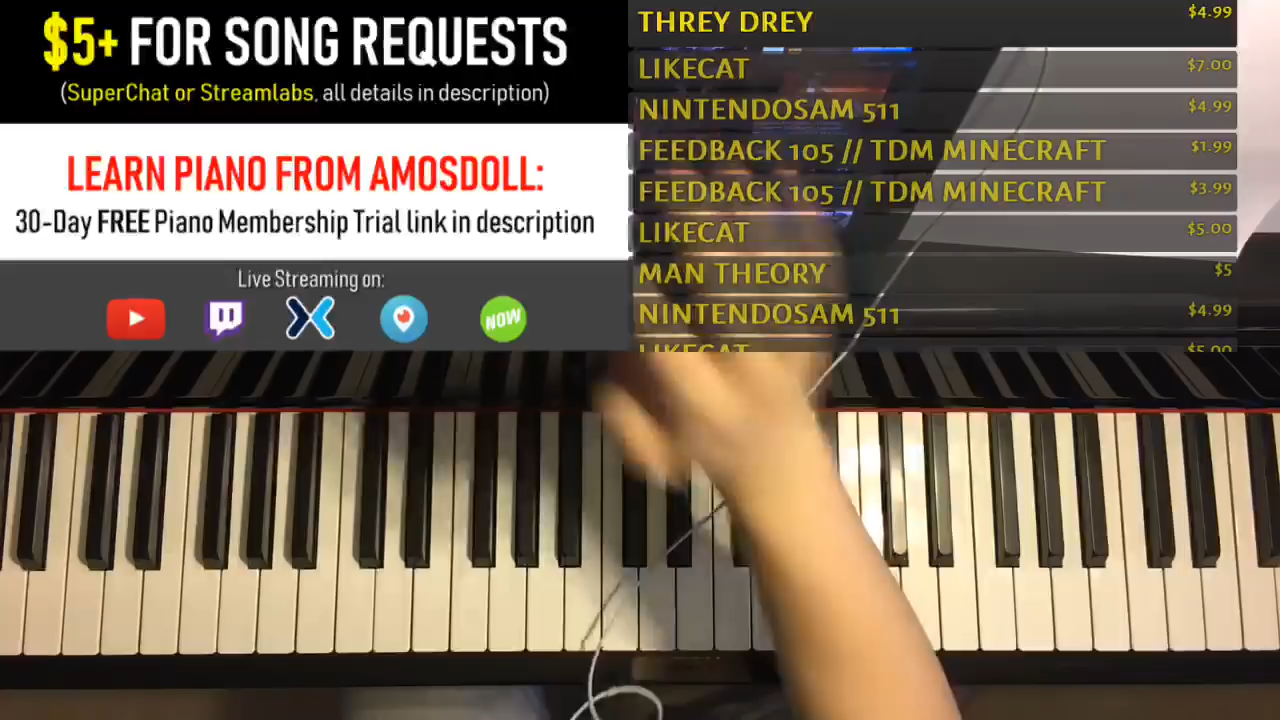 $5+ FOR SONG REQUESTS
(SuperChat or Streamlabs, all details in description)
LEARN PIANO FROM AMOSDOLL:
30-Day FREE Piano Membership Trial link in description
Live Streaming on:
NOW
THREY DREY $4.99
LIKECAT $7.00
NINTENDOSAM 511 $4.99
FEEDBACK 105 // TDM MINECRAFT $1.99
FEEDBACK 105 // TDM MINECRAFT $3.99
LIKECAT $5.00
MAN THEORY $5
NINTENDOSAM 511 $4.99
LIKECAT $5.00